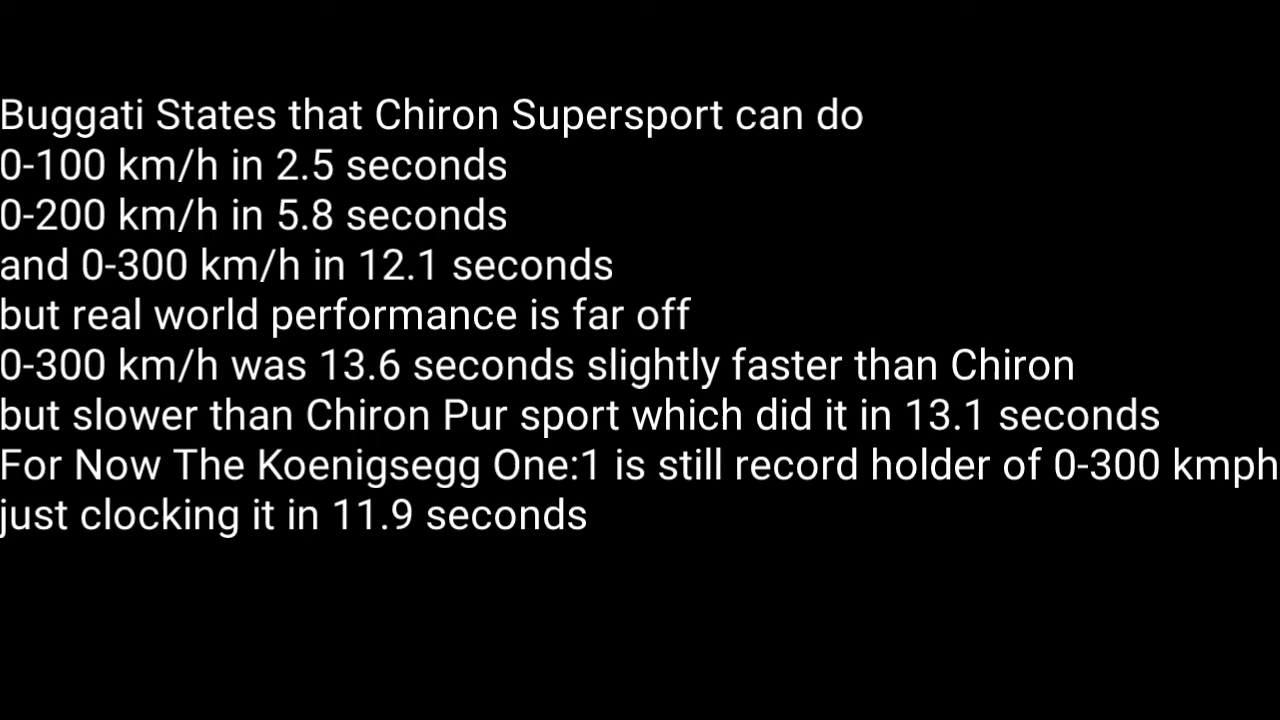 Buggati States that Chiron Supersport can do
0-100 km/h in 2.5 seconds
0-200 km/h in 5.8 seconds
and 0-300 km/h in 12.1 seconds
but real world performance is far off
0-300 km/h was 13.6 seconds slightly faster than Chiron
but slower than Chiron Pur sport which did it in 13.1 seconds
For Now The Koenigsegg One:1 is still record holder of 0-300 kmph
just clocking it in 11.9 seconds